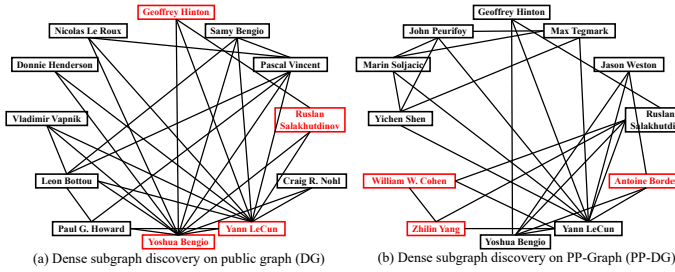 Geoffrey Hinton
Nicolas Le Roux
Samy Bengio
Donnie Henderson
Pascal Vincent
Vladimir Vapnik
Ruslan
Salakhutdinov
Leon Bottou
Craig R. Nohl
Paul G. Howard
Yann LeCun
Yoshua Bengio
(a) Dense subgraph discovery on public graph (DG)
Geoffrey Hinton
John Peurifoy
Max Tegmark
Marin Soljacic
Jason Weston
Yichen Shen
Ruslan
Salakhutdi
William W. Cohen
Antoine Bordes
Zhilin Yang
Yann LeCun
Yoshua Bengio
(b) Dense subgraph discovery on PP-Graph (PP-DG)